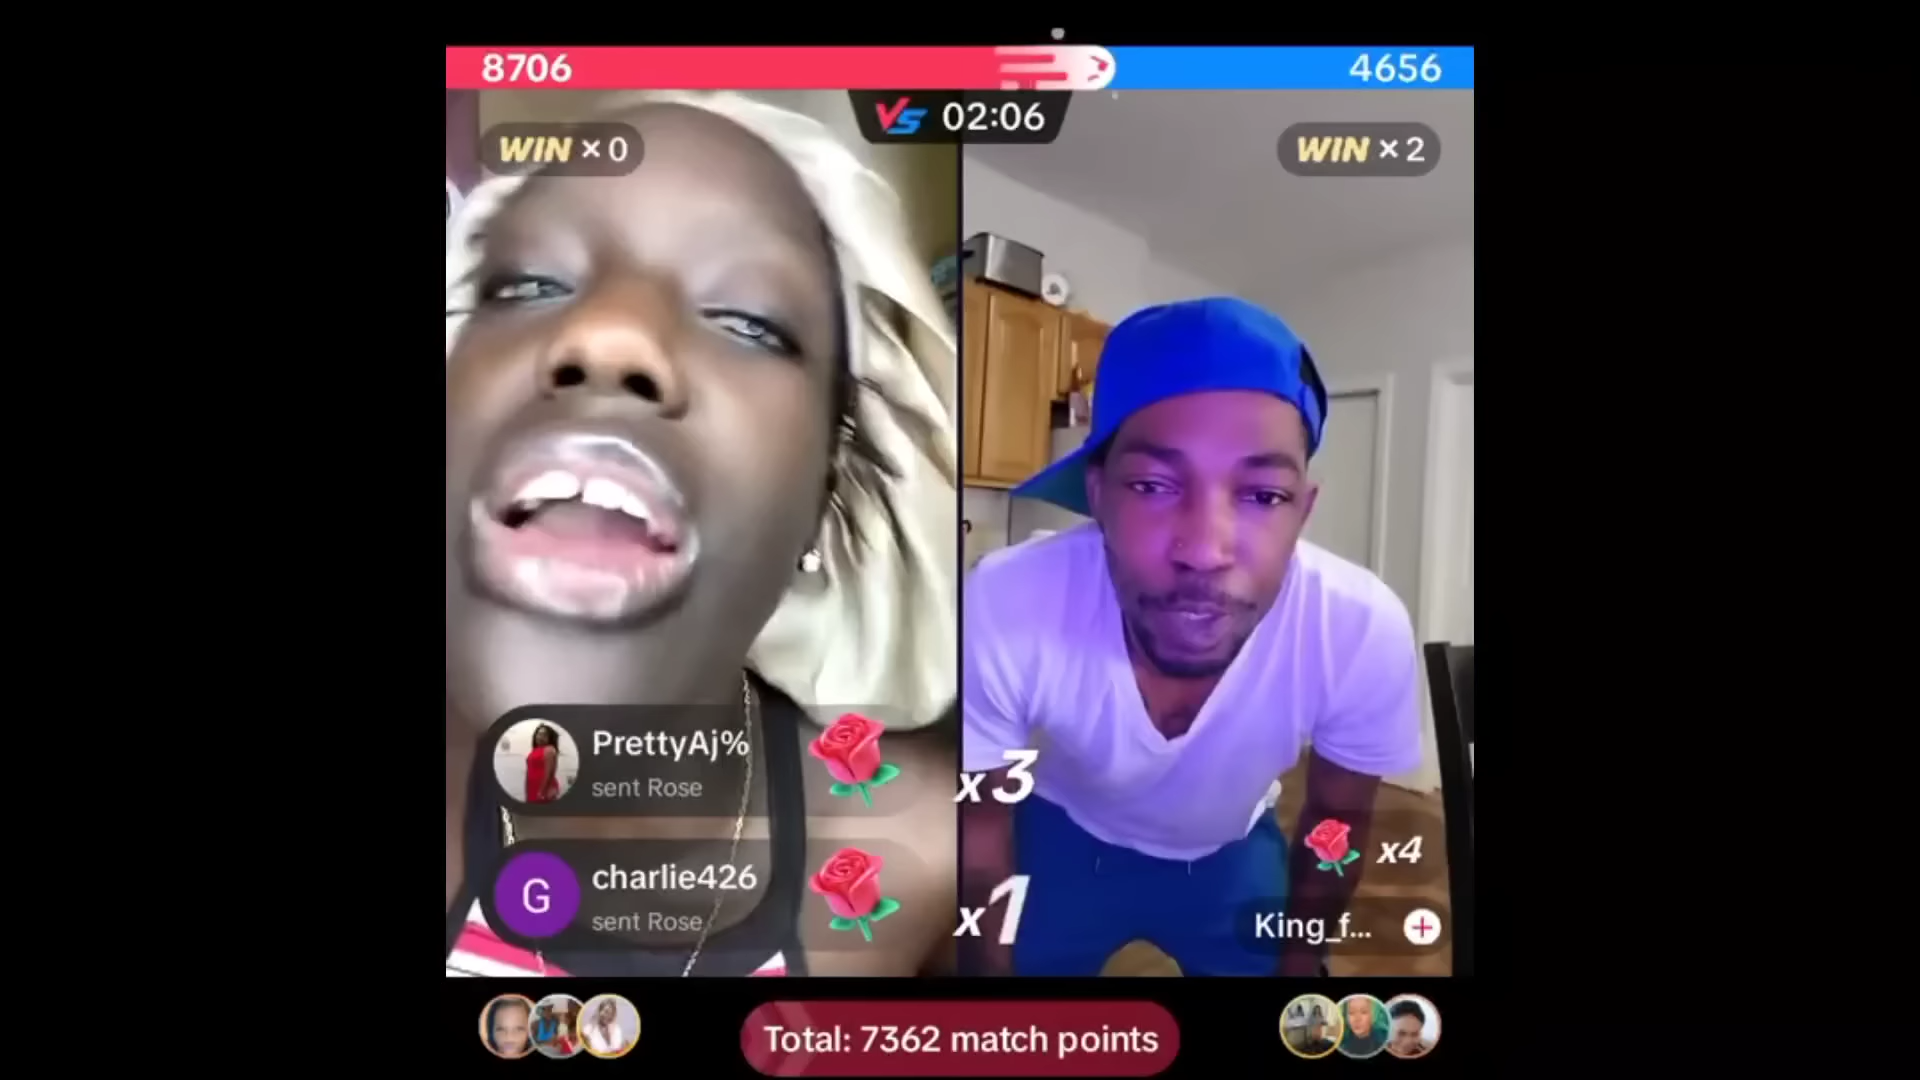 8706
4656
VS 02:06
WIN × 0
WIN × 2
PrettyAj%
sent Rose
x3
x4
charlie426
sent Rose
x1
G
King_f...
Total: 7362 match points